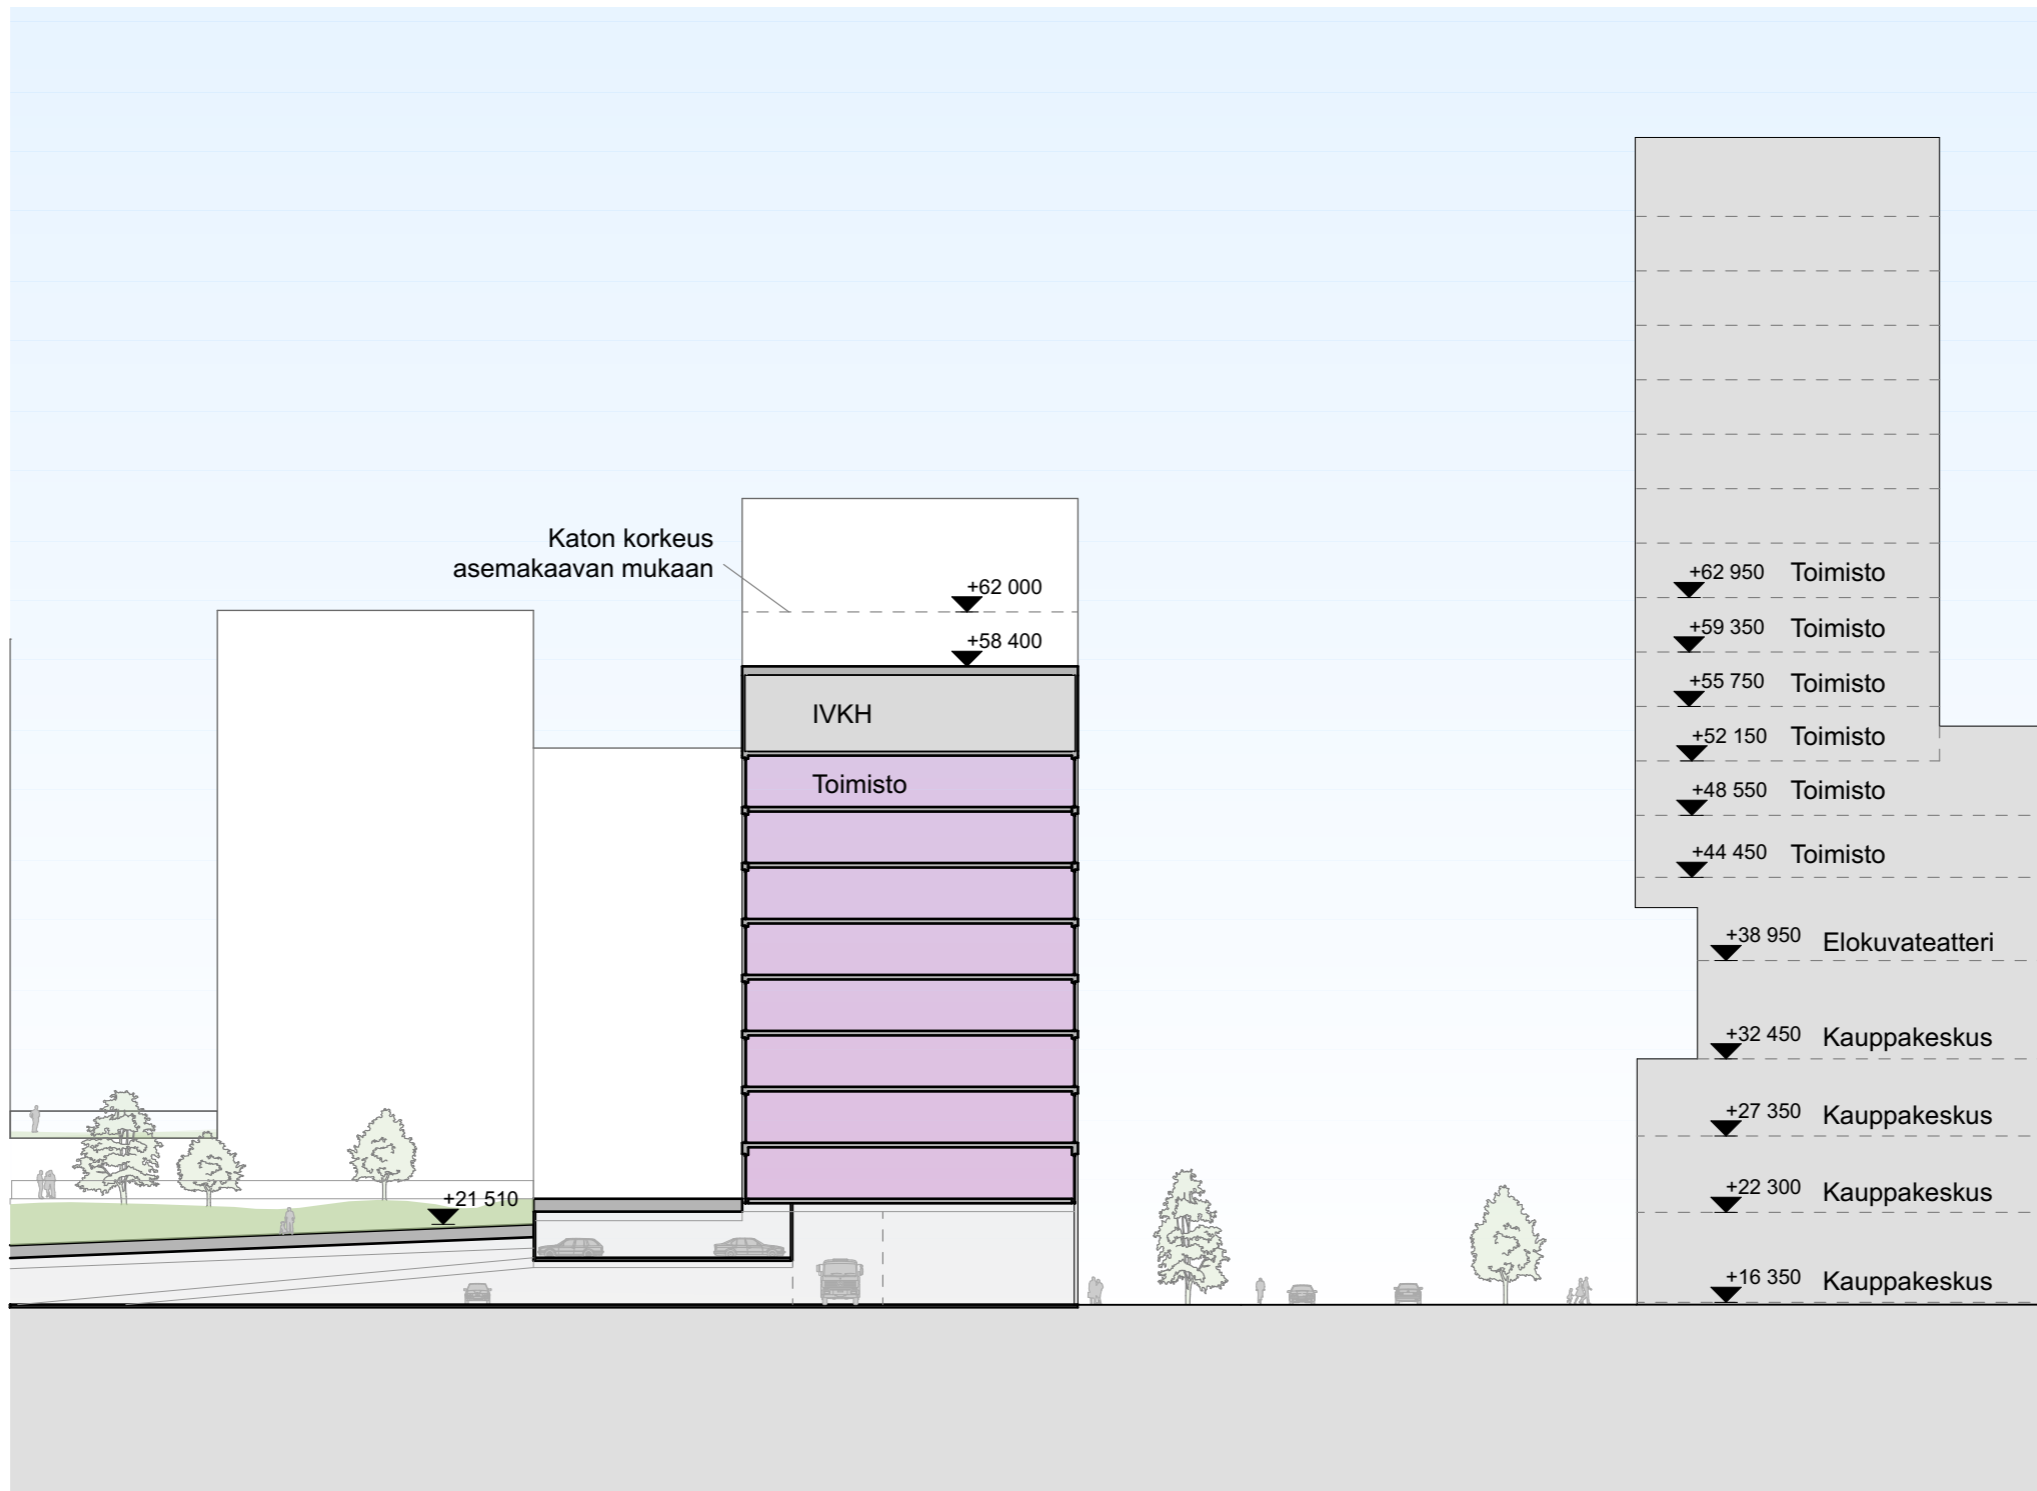 Katon korkeus
asemakaavan mukaan
+62 000
+58 400
IVKH
Toimisto
+21 510
+62 950 Toimisto
+59 350 Toimisto
+55 750 Toimisto
+52 150 Toimisto
+48 550 Toimisto
+44 450 Toimisto
+38 950 Elokuvateatteri
+32 450 Kauppakeskus
+27 350 Kauppakeskus
+22 300 Kauppakeskus
+16 350 Kauppakeskus